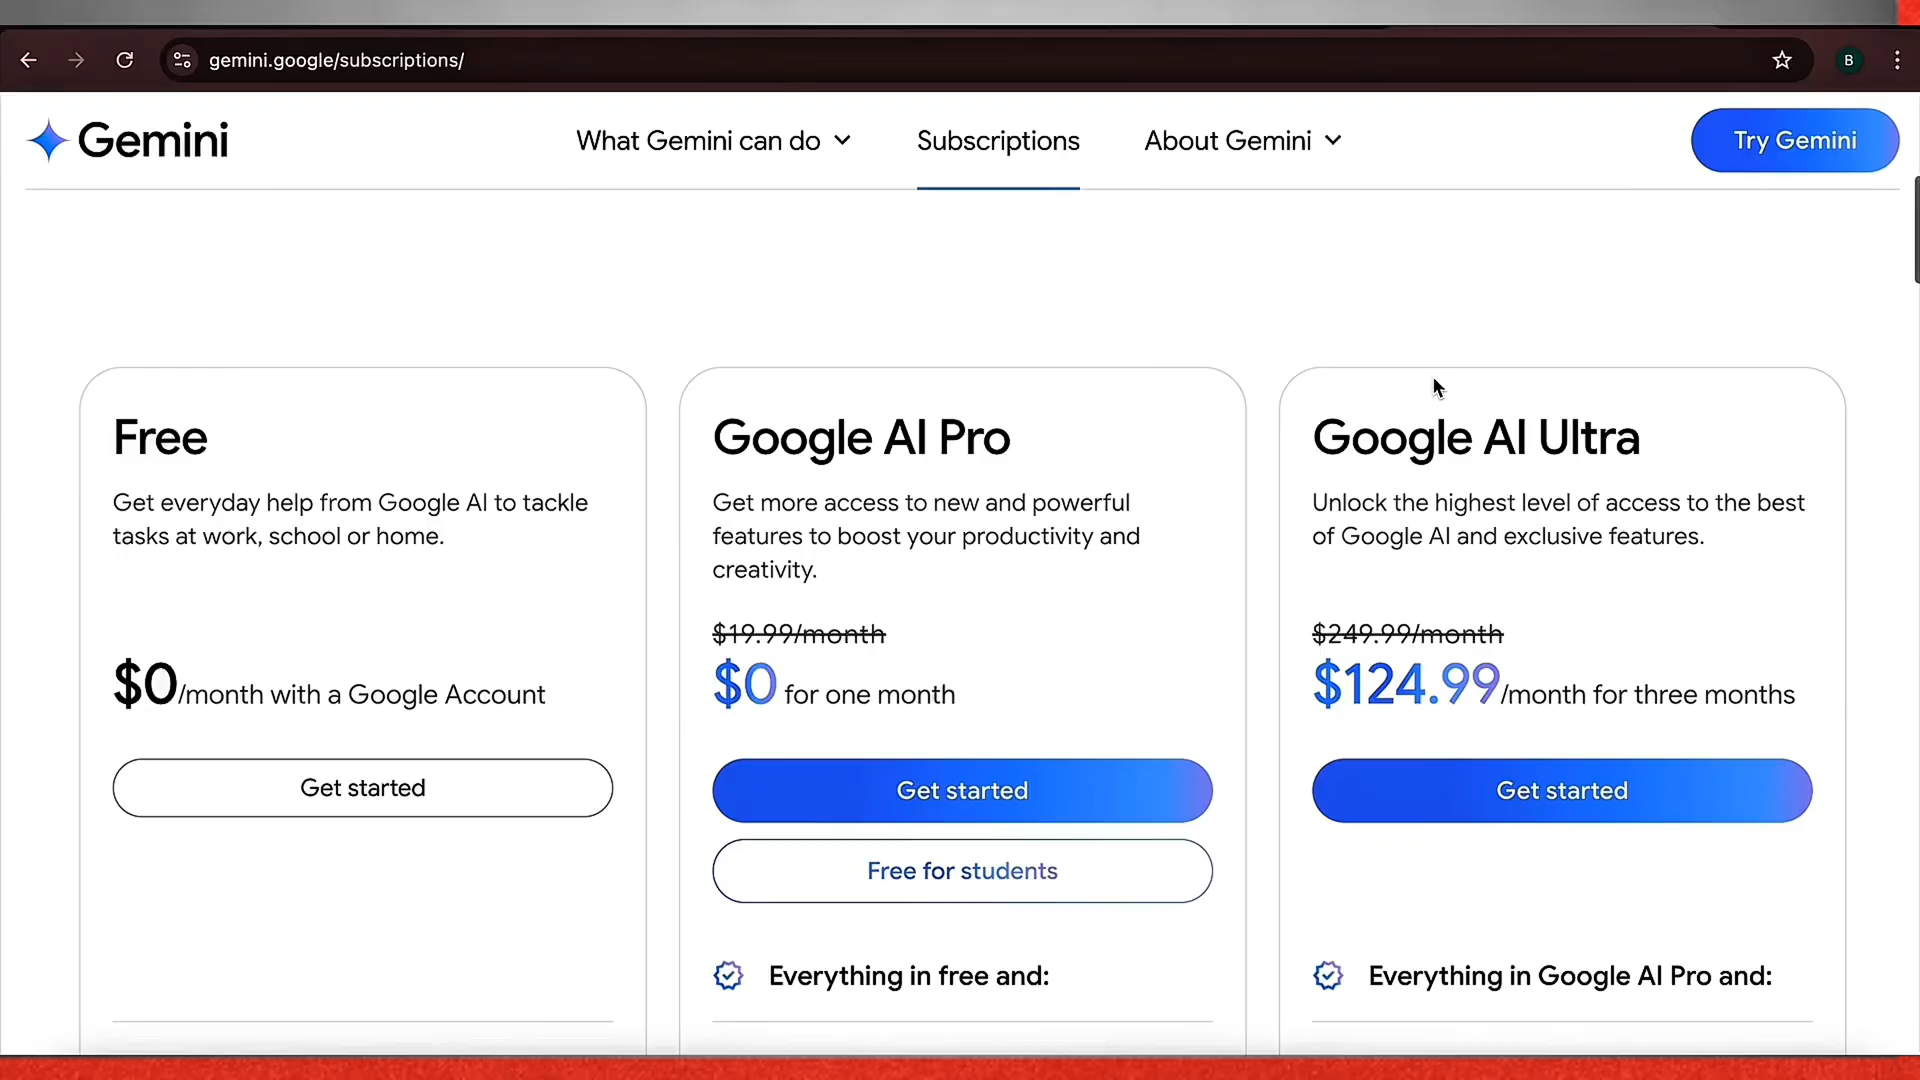 gemini.google/subscriptions/
B
Gemini
What Gemini can do
Subscriptions
About Gemini
Try Gemini
Free
Get everyday help from Google AI to tackle
tasks at work, school or home.
$0/month with a Google Account
Get started
Google AI Pro
Get more access to new and powerful
features to boost your productivity and
creativity.
$19.99/month
$0 for one month
Get started
Free for students
Everything in free and:
Google AI Ultra
Unlock the highest level of access to the best
of Google AI and exclusive features.
$249.99/month
$124.99/month for three months
Get started
Everything in Google AI Pro and: